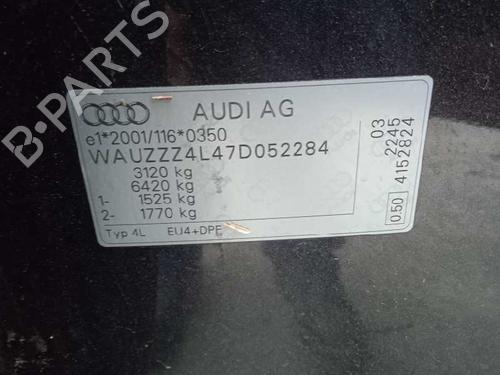 B-PARTS
AUDI AG
e1*2001/116*0350
WAUZZZ4L47D052284
3120 kg
6420 kg
1- 1525 kg
2- 1770 kg
Typ 4L EU4+DPF
03
2245
4152824
0.50